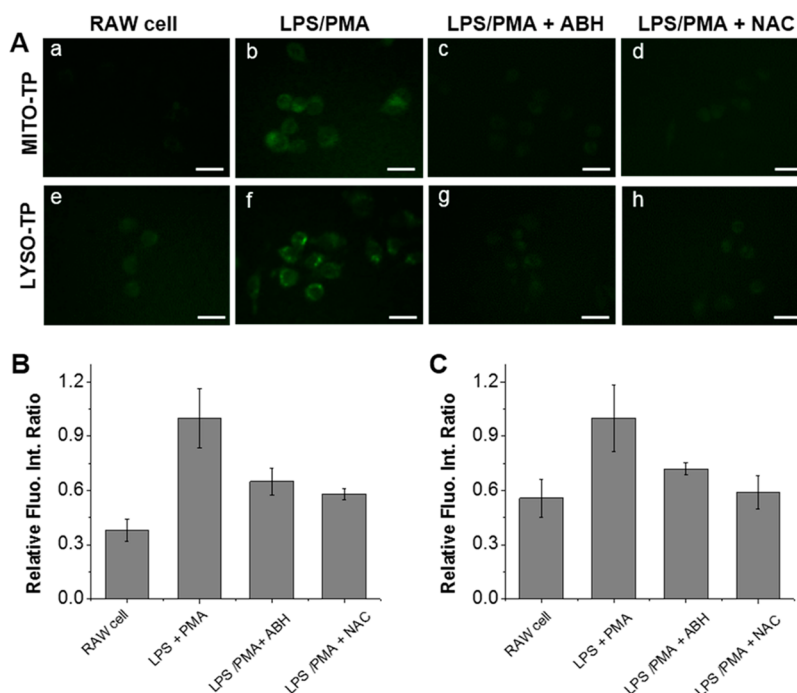 A
RAW cell LPS/PMA LPS/PMA + ABH LPS/PMA + NAC
MITO-TP
a b c d
LYSO-TP
e f g h
B
Relative Fluo. Int. Ratio
1.2
0.9
0.6
0.3
0.0
RAW cell LPS + PMA LPS /PMA+ ABH LPS /PMA + NAC
C
Relative Fluo. Int. Ratio
1.2
0.9
0.6
0.3
0.0
RAW cell LPS + PMA LPS /PMA + ABH LPS /PMA + NAC